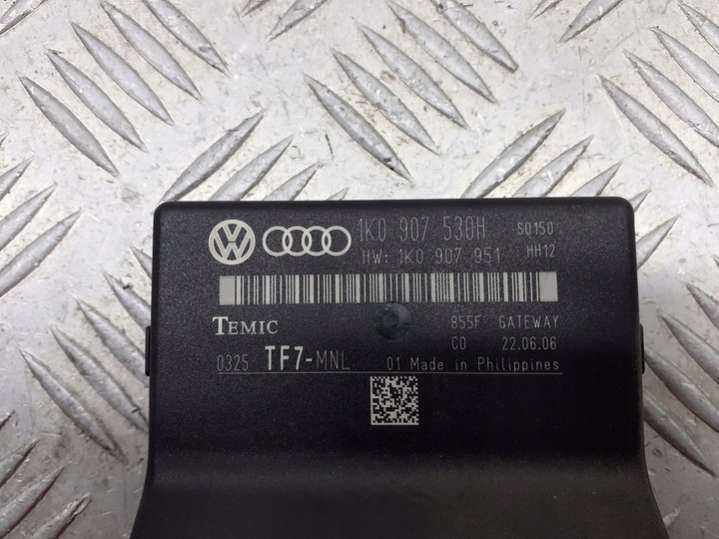 1K0 907 530H S0150
HW: 1K0 907 951 HH12
TEMIC 855F GATEWAY
CD 22.06.06
0325 TF7-MNL 01 Made in Philippines